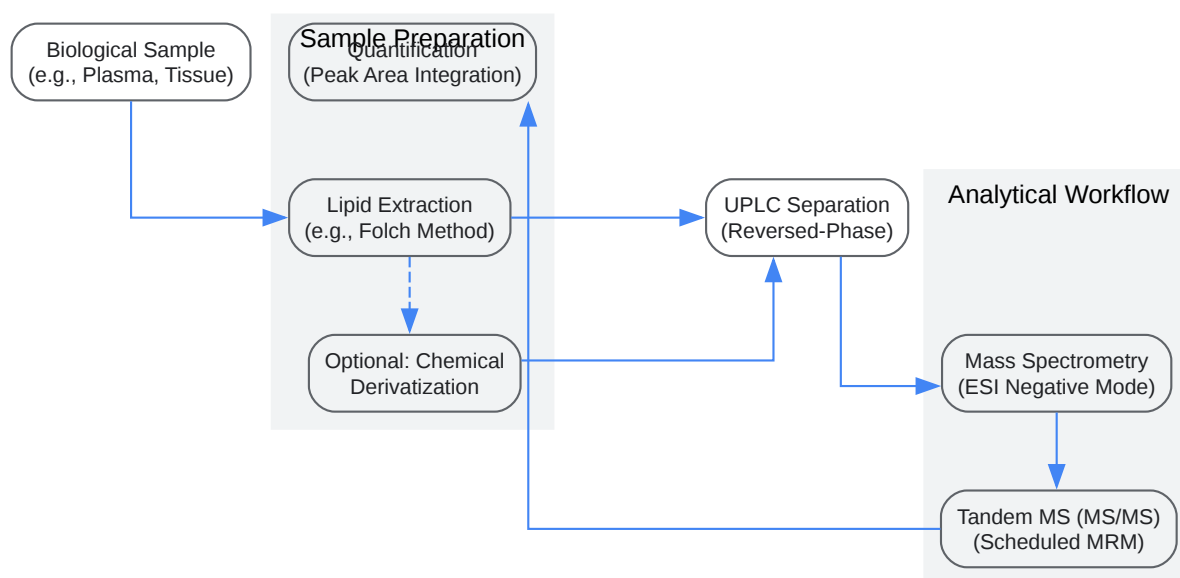 Biological Sample
(e.g., Plasma, Tissue)
Sample Preparation
Quantification
(Peak Area Integration)
Lipid Extraction
(e.g., Folch Method)
UPLC Separation
(Reversed-Phase)
Analytical Workflow
Optional: Chemical
Derivatization
Mass Spectrometry
(ESI Negative Mode)
Tandem MS (MS/MS)
(Scheduled MRM)